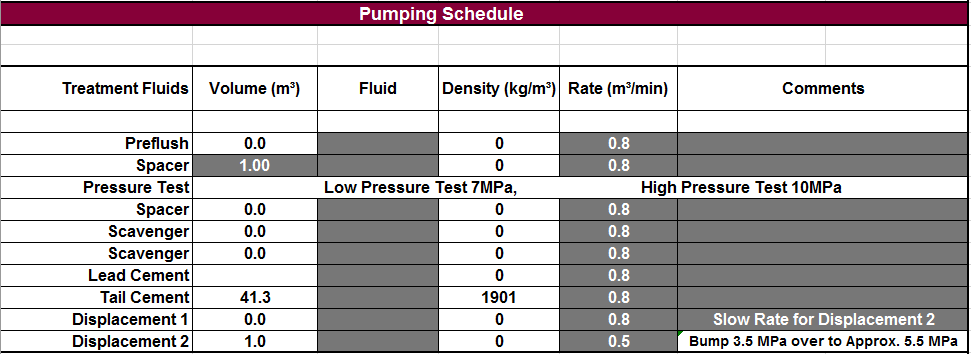 Pumping Schedule
Treatment Fluids Volume (m³) Fluid Density (kg/m³) Rate (m³/min) Comments
Preflush 0.0 0 0.8
Spacer 1.00 0 0.8
Pressure Test Low Pressure Test 7MPa, High Pressure Test 10MPa
Spacer 0.0 0 0.8
Scavenger 0.0 0 0.8
Scavenger 0.0 0 0.8
Lead Cement 0 0.8
Tail Cement 41.3 1901 0.8
Displacement 1 0.0 0 0.8 Slow Rate for Displacement 2
Displacement 2 1.0 0 0.5 Bump 3.5 MPa over to Approx. 5.5 MPa